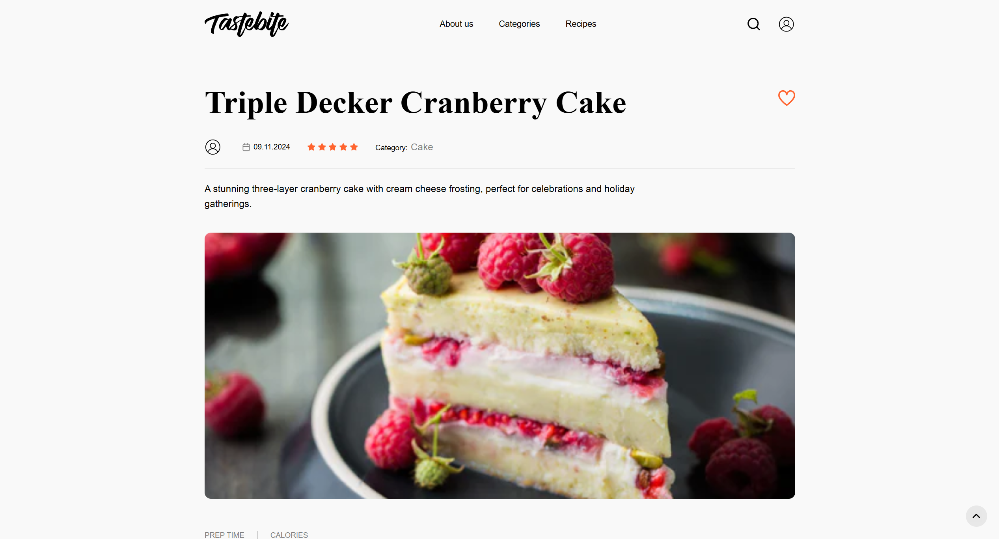 Tastebite
About us
Categories
Recipes
Triple Decker Cranberry Cake
09.11.2024
Category: Cake
A stunning three-layer cranberry cake with cream cheese frosting, perfect for celebrations and holiday
gatherings.
PREP TIME
CALORIES